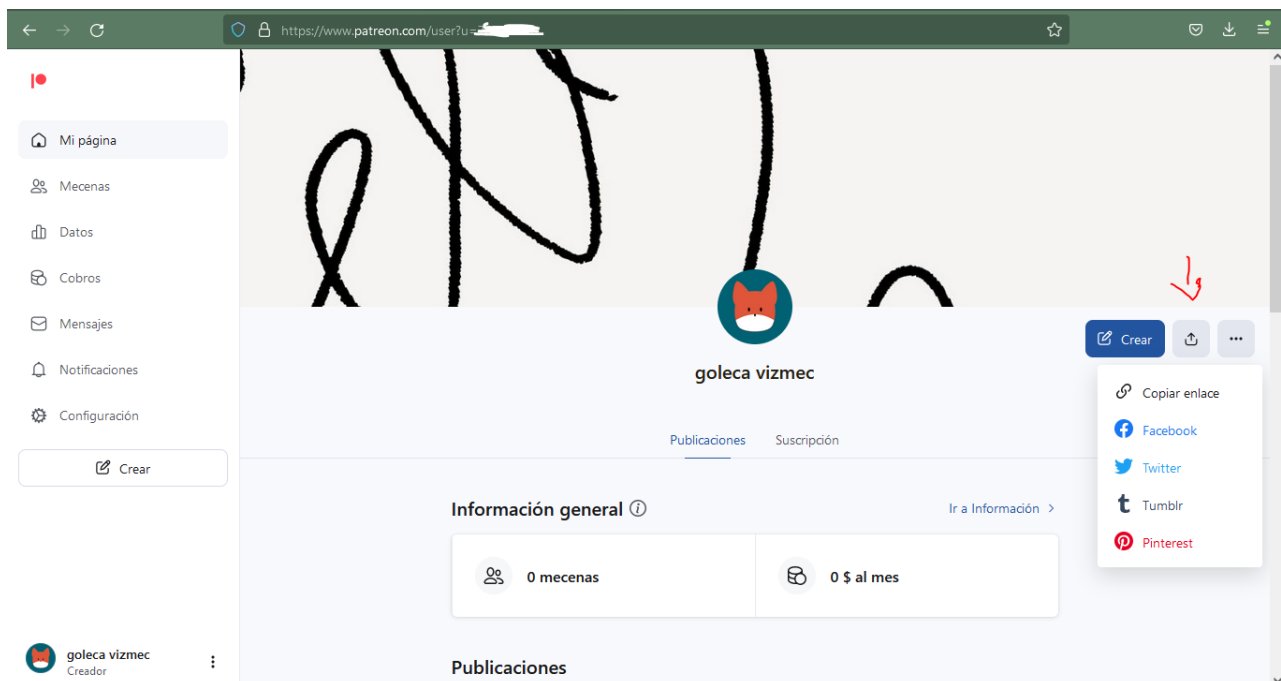 https://www.patreon.com/user?u=
Mi página
Mecenas
Datos
Cobros
Mensajes
Notificaciones
Configuración
Crear
goleca vizmec
Creador
Crear
goleca vizmec
Copiar enlace
Facebook
Twitter
Tumblr
Pinterest
Publicaciones Suscripción
Información general
Ir a Información >
0 mecenas
0 $ al mes
Publicaciones